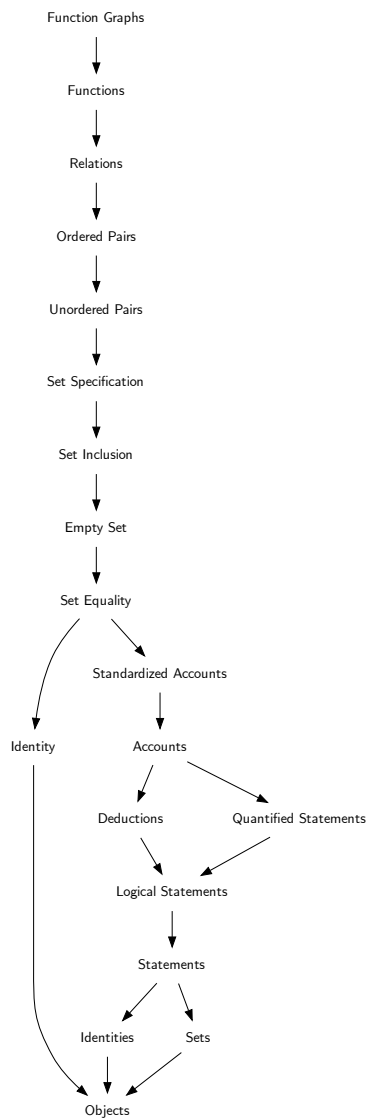 Function Graphs
Functions
Relations
Ordered Pairs
Unordered Pairs
Set Specification
Set Inclusion
Empty Set
Set Equality
Standardized Accounts
Identity
Accounts
Deductions
Quantified Statements
Logical Statements
Statements
Identities
Sets
Objects